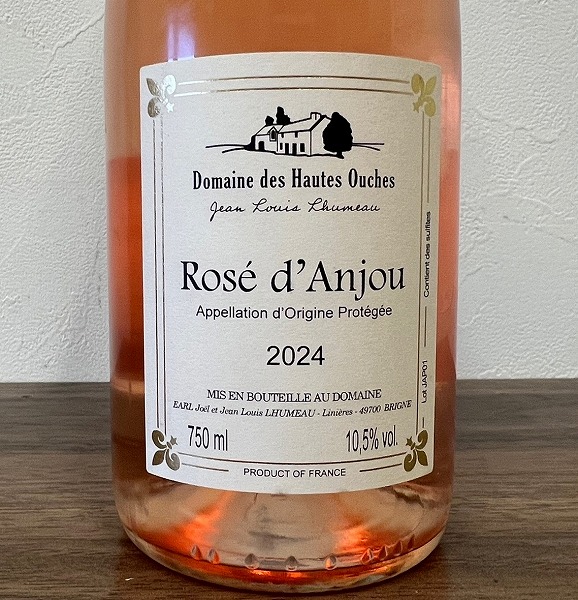 Domaine des Hautes Ouches
Jean Louis Lhumeau
Rosé d'Anjou
Appellation d'Origine Protégée
2024
MIS EN BOUTEILLE AU DOMAINE
EARL Joël et Jean Louis LHUMEAU - Linières - 49700 BRIGNE
750 ml
10,5% vol.
PRODUCT OF FRANCE
Contient des sulfites
Lot JAP01